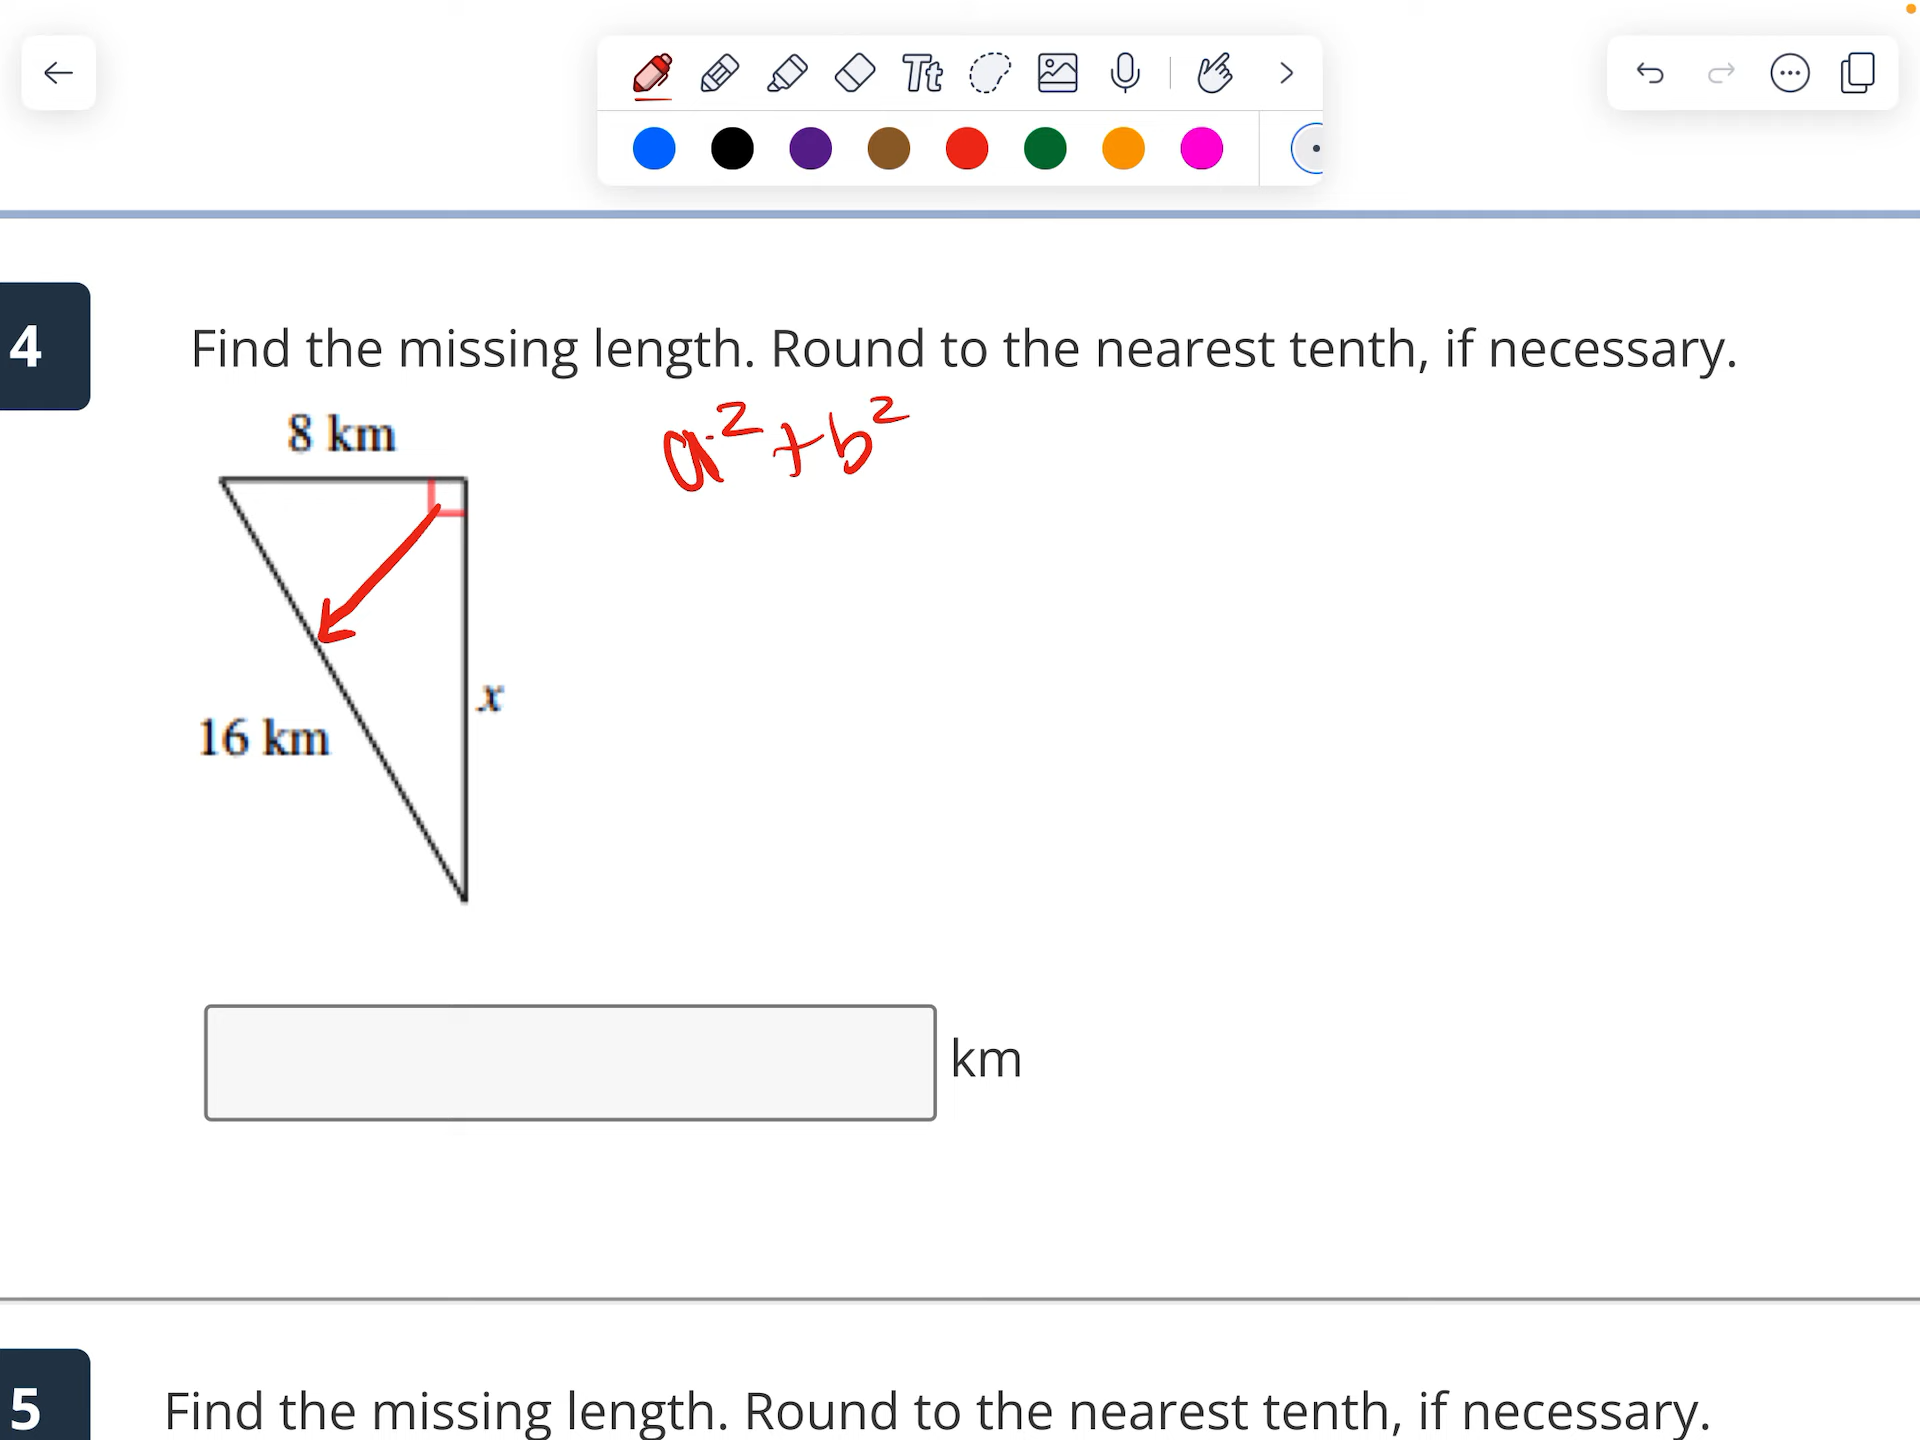 Tt
4
Find the missing length. Round to the nearest tenth, if necessary.
8 km
a² + b²
x
16 km
km
5
Find the missing length. Round to the nearest tenth, if necessary.